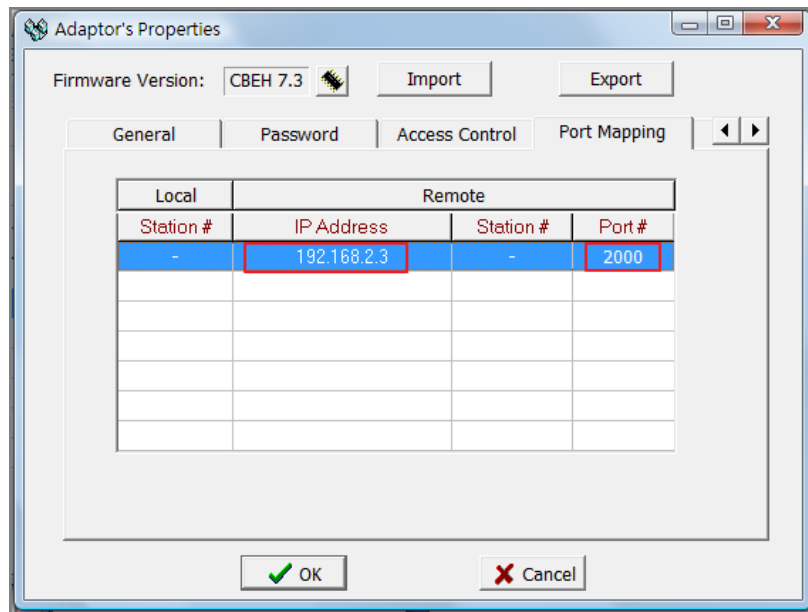 Adaptor's Properties
Firmware Version: CBEH 7.3 Import Export
General Password Access Control Port Mapping
Local Remote
Station # IP Address Station # Port #
- 192.168.2.3 - 2000
OK Cancel